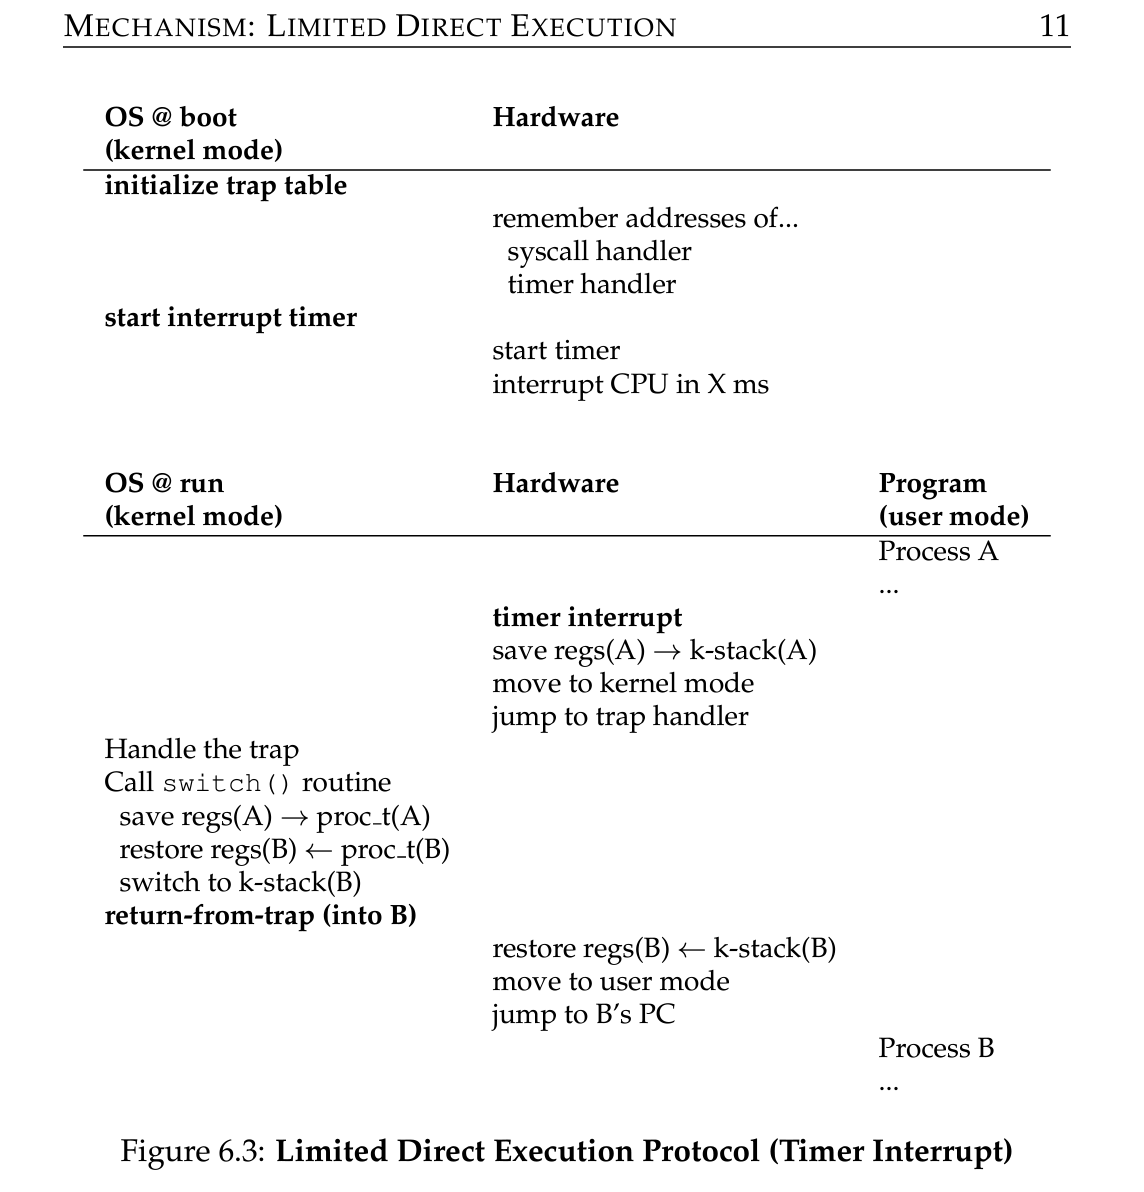 MECHANISM: LIMITED DIRECT EXECUTION 11
OS @ boot Hardware
(kernel mode)
initialize trap table
remember addresses of...
syscall handler
timer handler
start interrupt timer
start timer
interrupt CPU in X ms
OS @ run Hardware Program
(kernel mode) (user mode)
Process A
...
timer interrupt
save regs(A) → k-stack(A)
move to kernel mode
jump to trap handler
Handle the trap
Call switch() routine
save regs(A) → proc_t(A)
restore regs(B) ← proc_t(B)
switch to k-stack(B)
return-from-trap (into B)
restore regs(B) ← k-stack(B)
move to user mode
jump to B's PC
Process B
...
Figure 6.3: Limited Direct Execution Protocol (Timer Interrupt)